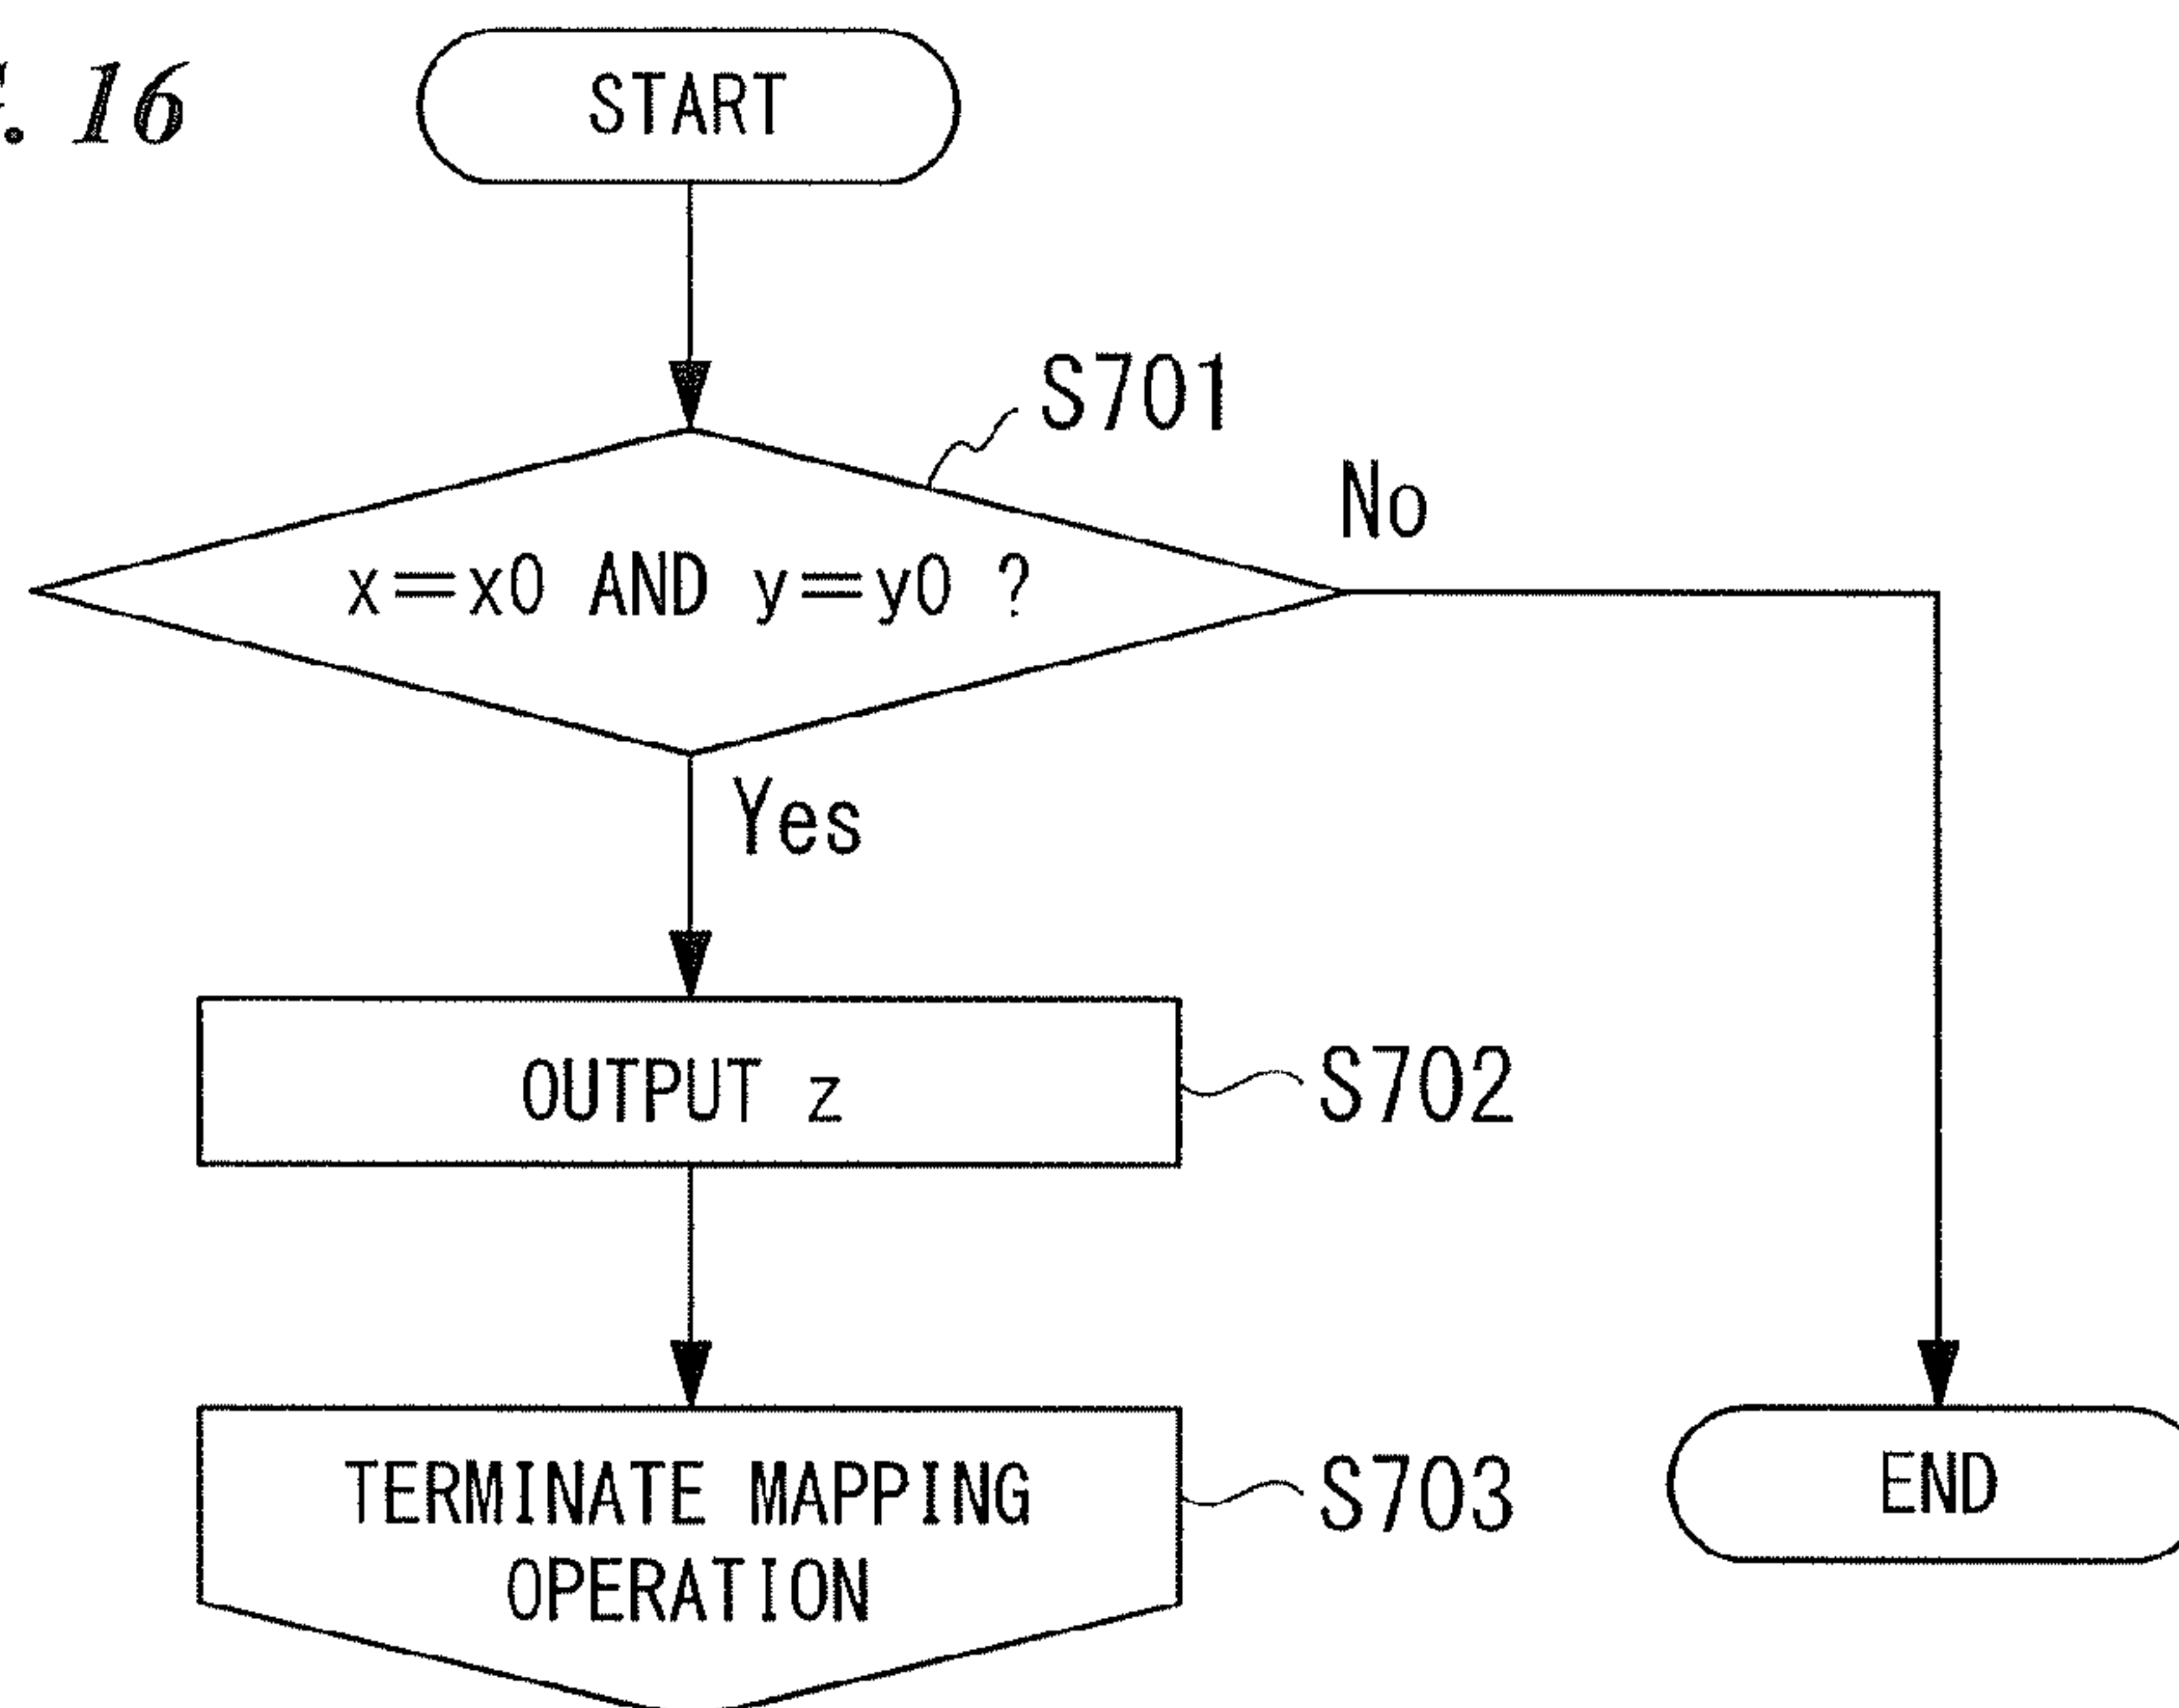 . 16
START
S701
No
x=x0 AND y=y0 ?
Yes
OUTPUT z
S702
TERMINATE MAPPING
OPERATION
S703
END